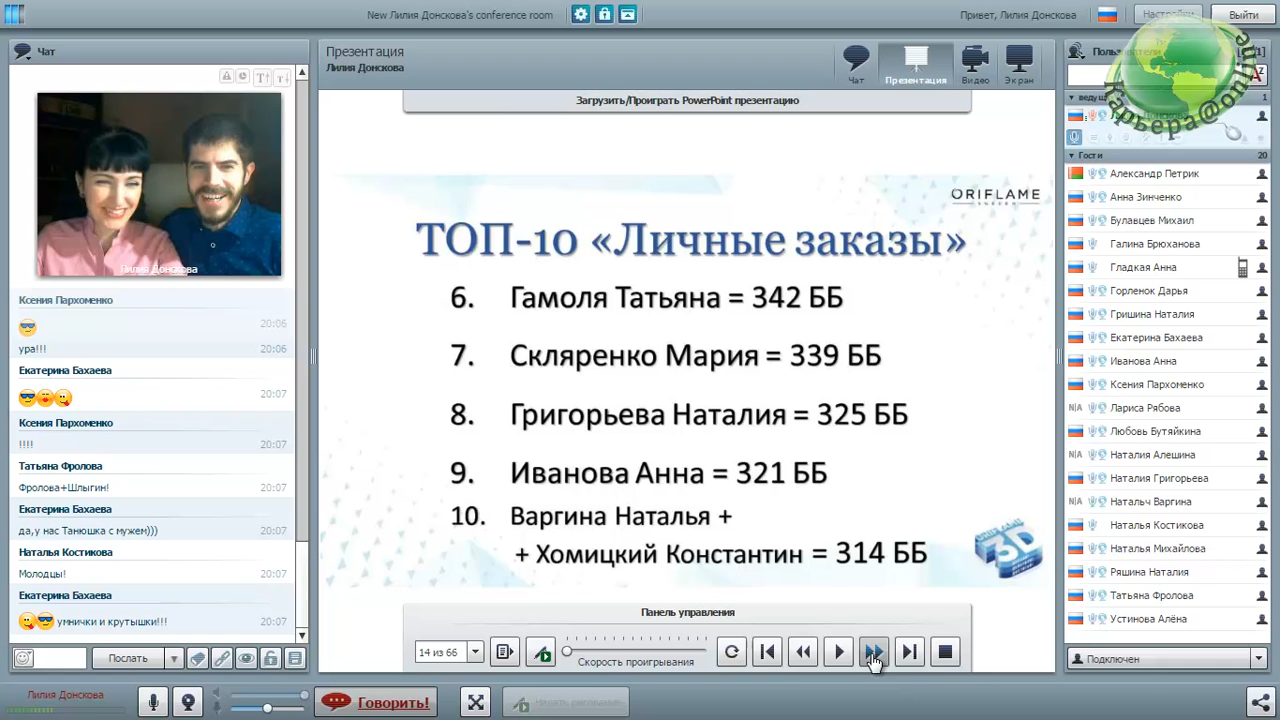 New Лилия Донскова's conference room
Привет, Лилия Донскова
Настройки
Выйти
Чат
Лилия Донскова
Ксения Пархоменко
20:06
ура!!! 20:06
Екатерина Бахаева
20:07
Ксения Пархоменко
!!!! 20:07
Татьяна Фролова
Фролова+Шлыгин! 20:07
Екатерина Бахаева
да,у нас Танюшка с мужем))) 20:07
Наталья Костикова
Молодцы! 20:07
Екатерина Бахаева
умнички и крутышки!!! 20:07
Послать
Презентация
Лилия Донскова
Чат
Презентация
Видео
Экран
Загрузить/Проиграть PowerPoint презентацию
ORIFLAME
SWEDEN
ТОП-10 «Личные заказы»
6. Гамоля Татьяна = 342 ББ
7. Скляренко Мария = 339 ББ
8. Григорьева Наталия = 325 ББ
9. Иванова Анна = 321 ББ
10. Варгина Наталья +
+ Хомицкий Константин = 314 ББ
ORIFLAME
3D
Панель управления
14 из 66
Скорость проигрывания
Карьера@online
Гости 20
Александр Петрик
Анна Зинченко
Булавцев Михаил
Галина Брюханова
Гладкая Анна
Горленок Дарья
Гришина Наталия
Екатерина Бахаева
Иванова Анна
Ксения Пархоменко
N|A Лариса Рябова
Любовь Бутяйкина
N|A Наталия Алешина
Наталия Григорьева
N|A Натальч Варгина
Наталья Костикова
Наталья Михайлова
Ряшина Наталия
Татьяна Фролова
Устинова Алёна
Подключен
Лилия Донскова
Говорить!
Начать рисование